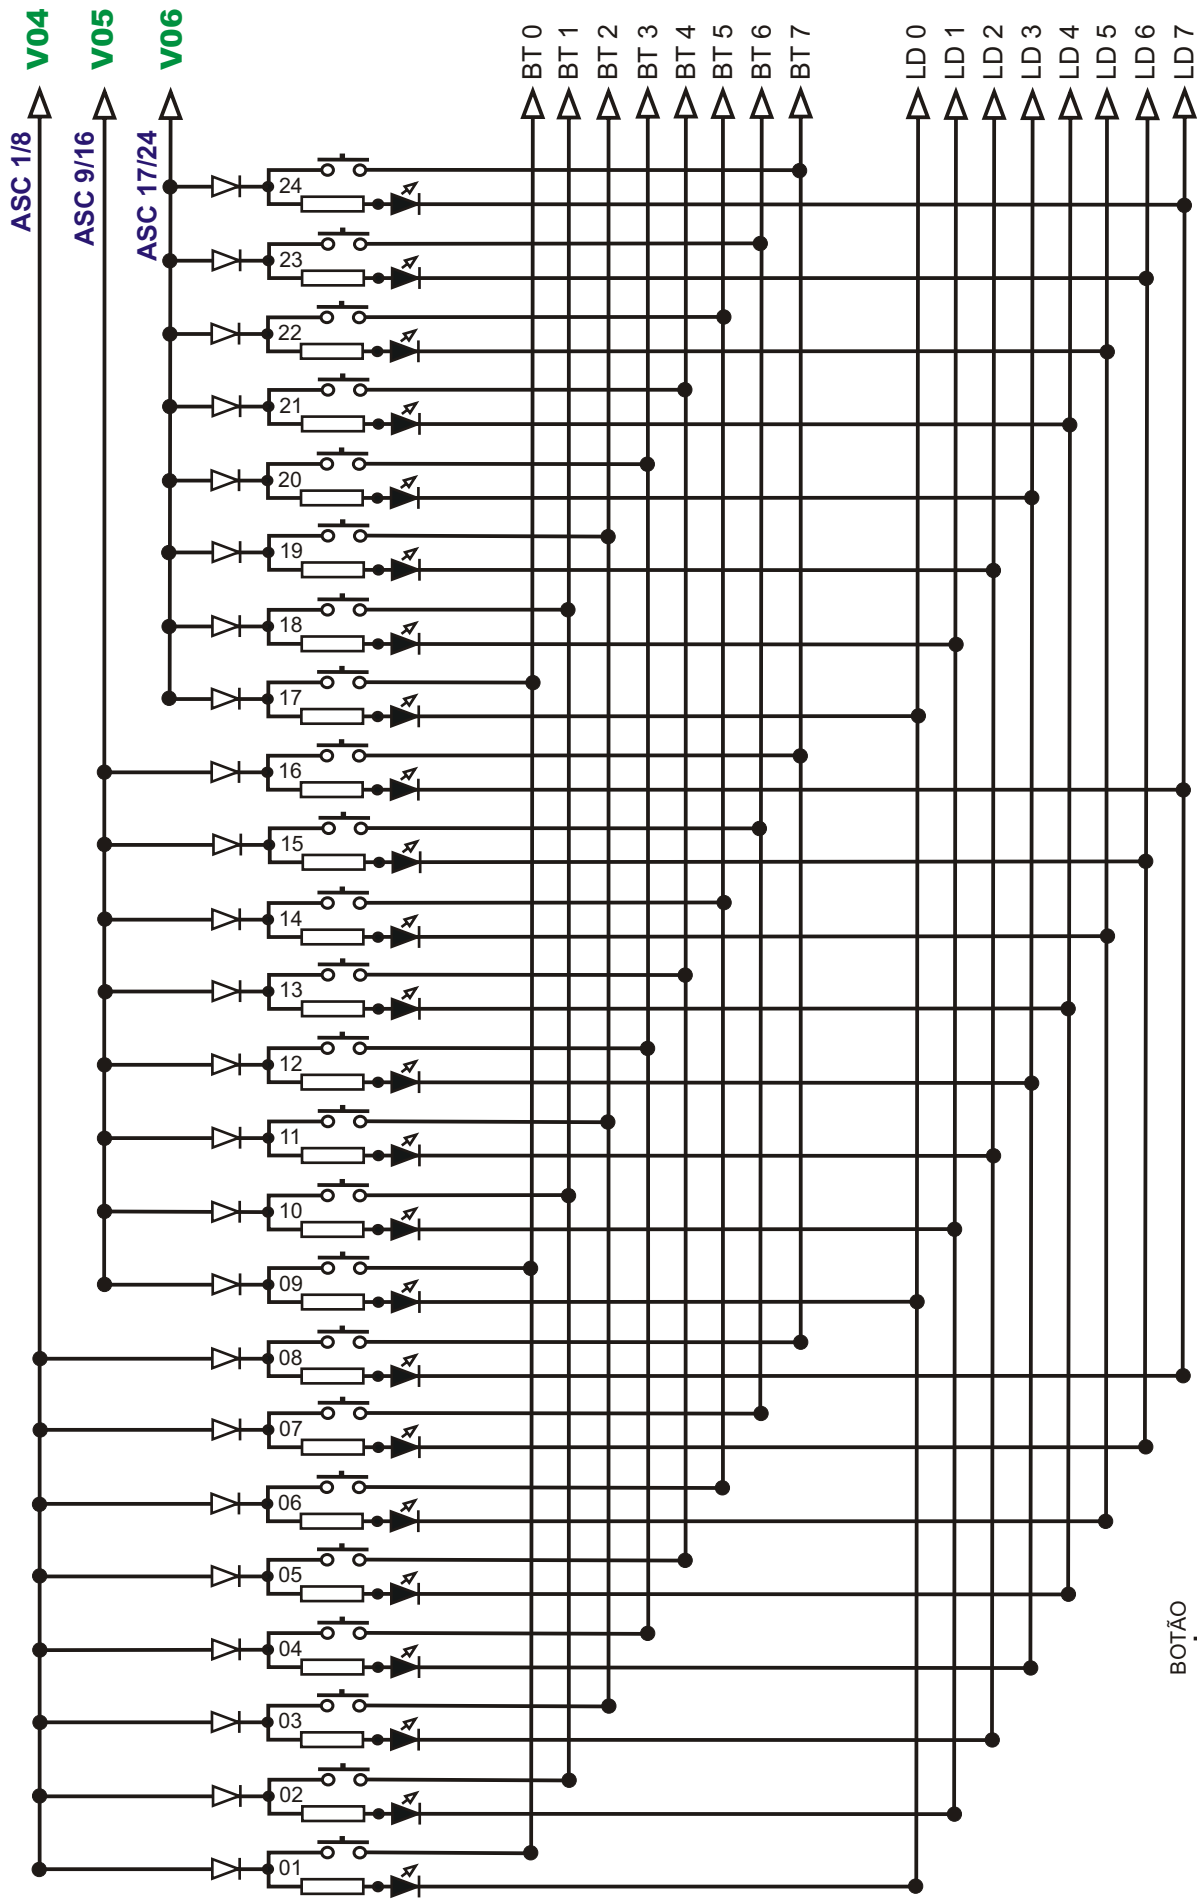 V04
V05
V06
ASC 1/8
ASC 9/16
ASC 17/24
BT 0
BT 1
BT 2
BT 3
BT 4
BT 5
BT 6
BT 7
LD 0
LD 1
LD 2
LD 3
LD 4
LD 5
LD 6
LD 7
24
23
22
21
20
19
18
17
16
15
14
13
12
11
10
09
08
07
06
05
04
03
02
01
BOTÃO